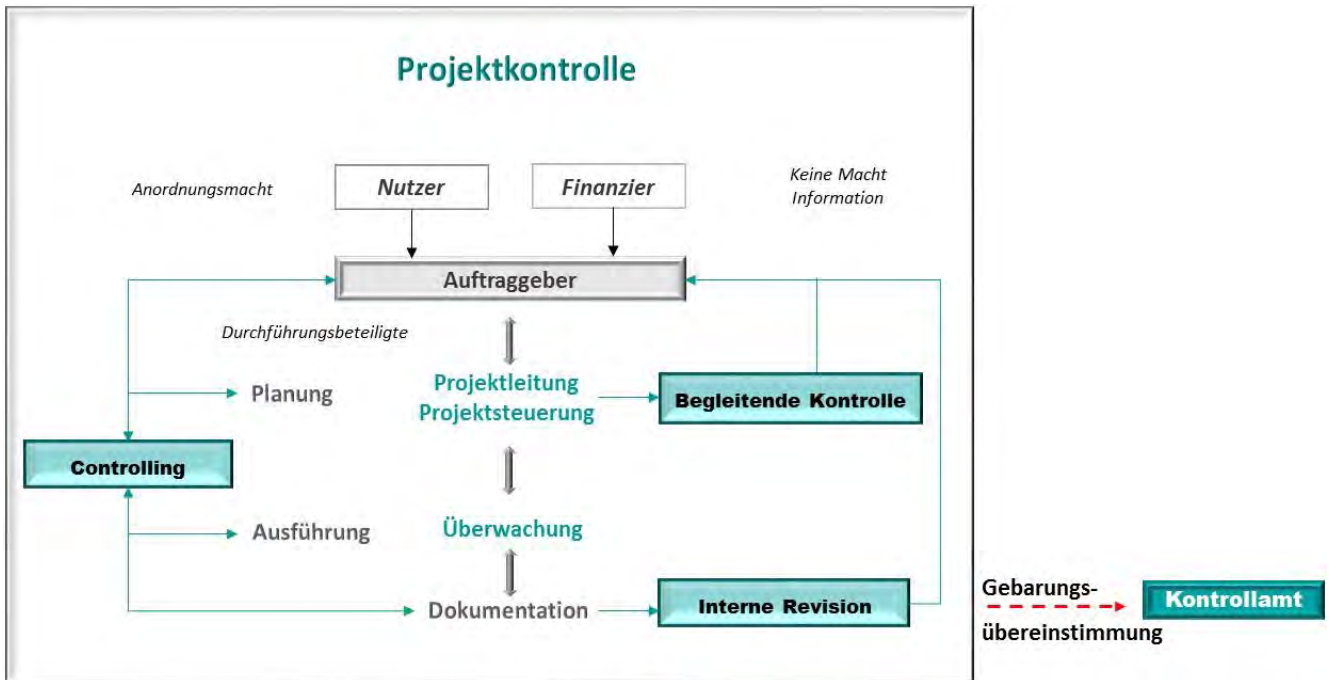 Projektkontrolle
Anordnungsmacht
Nutzer
Finanzier
Keine Macht
Information
Auftraggeber
Durchführungsbeteiligte
Planung
Projektleitung
Projektsteuerung
Begleitende Kontrolle
Controlling
Ausführung
Überwachung
Dokumentation
Interne Revision
Gebarungs-
übereinstimmung
Kontrollamt